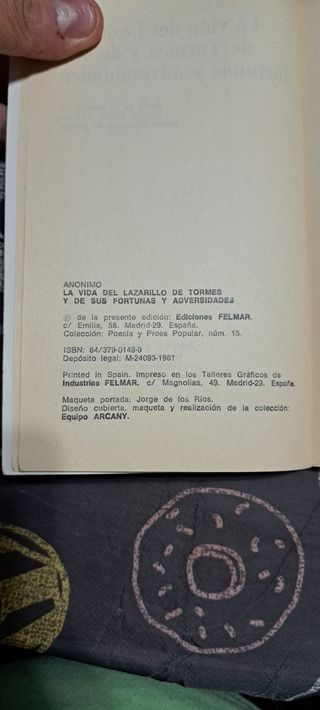 ANONIMO
LA VIDA DEL LAZARILLO DE TORMES
Y DE SUS FORTUNAS Y ADVERSIDADES
© de la presente edición: Ediciones FELMAR.
c/ Emilia, 58. Madrid-29. España.
Colección: Poesía y Prosa Popular, núm. 15.
ISBN: 84/379-0149-9
Depósito legal: M-24093-1981
Printed in Spain. Impreso en los Talleres Gráficos de
Industrias FELMAR. c/ Magnolias, 49. Madrid-29. España.
Maqueta portada: Jorge de los Ríos.
Diseño cubierta, maqueta y realización de la colección:
Equipo ARCANY.